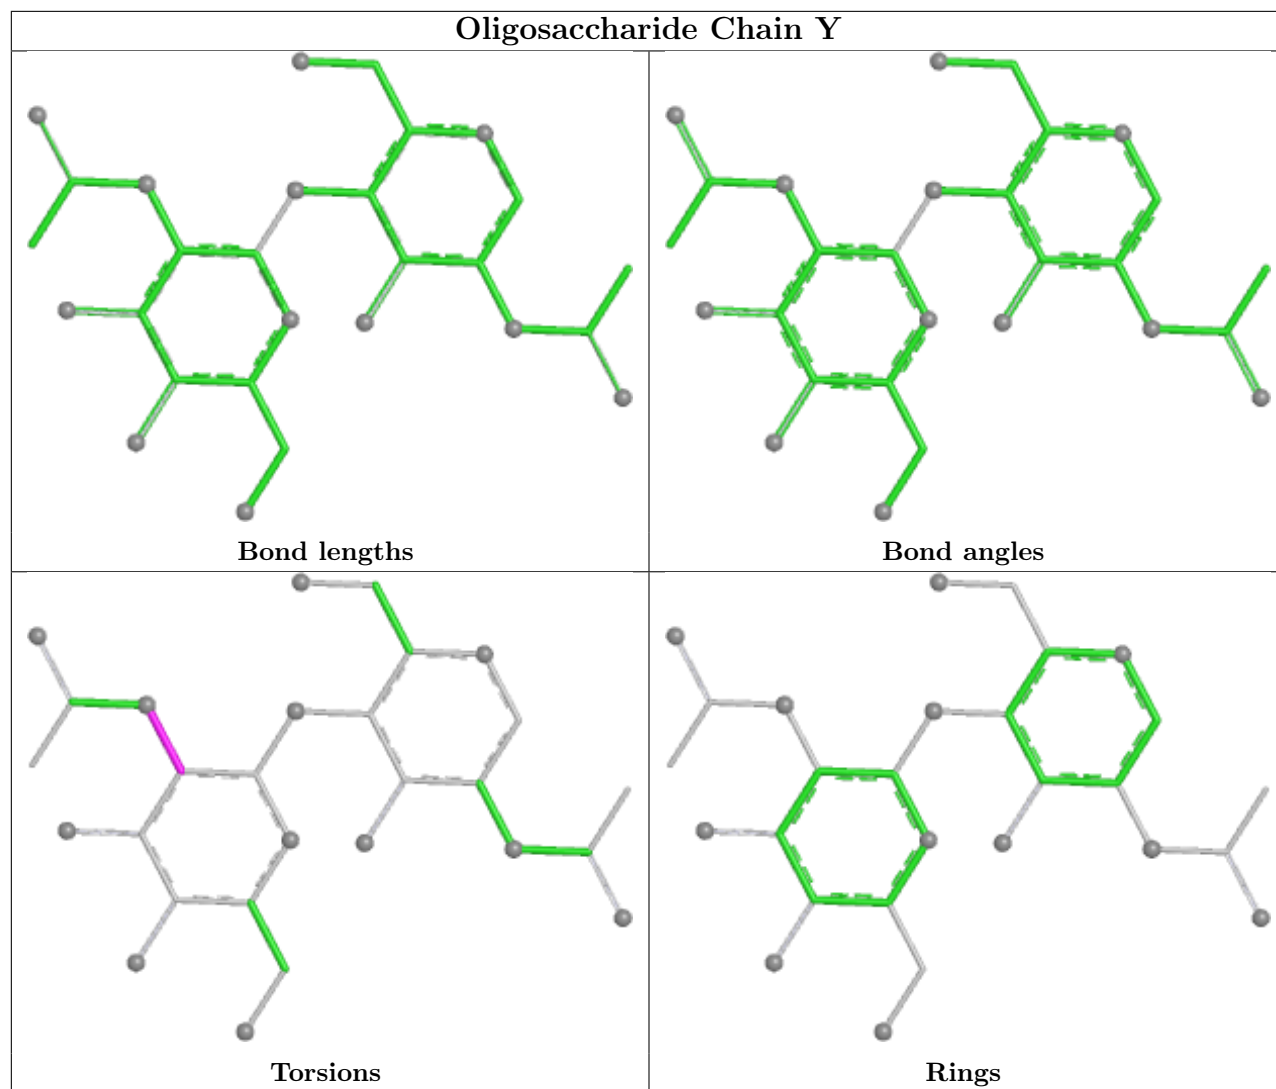 Oligosaccharide Chain Y
Bond lengths
Bond angles
Torsions
Rings